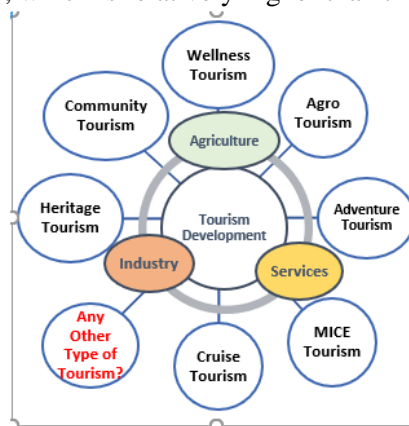 Wellness
Tourism
Community
Tourism
Agro
Tourism
Agriculture
Heritage
Tourism
Tourism
Development
Adventure
Tourism
Industry
Services
Any
Other
Type of
Tourism?
Cruise
Tourism
MICE
Tourism